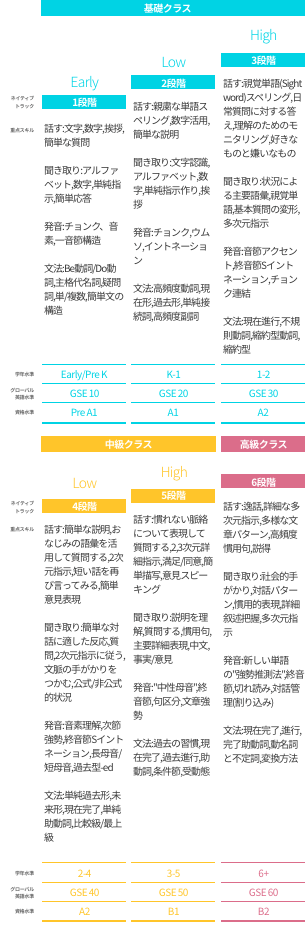 基礎クラス
Early
Low
High
ネイティブ
トラック
1段階
2段階
3段階
重点スキル
話す:文字,数字,挨拶,
簡単な質問
聞き取り:アルファ
ベット,数字,単純指
示,簡単応答
発音:チョンク、音
素,一音節構造
文法:Be動詞/Do動
詞,主格代名詞,疑問
詞,単/複数,簡単文の
構造
話す:親粛な単語ス
ペリング,数字活用,
簡単な説明
聞き取り:文字認識,
アルファベット,数
字,単純指示作り,挨
拶
発音:チョンク,ウム
ソ,イントネーショ
ン
文法:高頻度動詞,現
在形,過去形,単純接
続詞,高頻度副詞
話す:視覚単語(Sight
word)スペリング,日
常質問に対する答
え,理解のためのモ
ニタリング,好きな
ものと嫌いなもの
聞き取り:状況によ
る主要語彙,視覚単
語,基本質問の変形,
多次元指示
発音:音節アクセン
ト,終音節Sイント
ネーション,チョン
ク連結
文法:現在進行,不規
則動詞,縮約型動詞,
縮約型
学年水準
Early/Pre K
K-1
1-2
グローバル
英語水準
GSE 10
GSE 20
GSE 30
資格水準
Pre A1
A1
A2
中級クラス
高級クラス
Low
High
ネイティブ
トラック
4段階
5段階
6段階
重点スキル
話す:簡単な説明,お
なじみの語彙を活
用して質問する,2次
元指示,短い話を再
び言ってみる,簡単
意見表現
聞き取り:簡単な対
話に適した反応,質
問,2次元指示に従う,
文脈の手がかりを
つかむ,公式/非公式
的状況
発音:音素理解,次節
強勢,終音節Sイント
ネーション,長母音/
短母音,過去型-ed
文法:単純過去形,未
来形,現在完了,単純
助動詞,比較級/最上
級
話す:慣れない脈絡
について表現して
質問する,2,3次元詳
細指示,満足/同意,簡
単描写,意見スピー
キング
聞き取り:説明を理
解,質問する,慣用句,
主要詳細表現,中文,
事実/意見
発音:"中性母音",終
音節,句区分,文章強
勢
文法:過去の習慣,現
在完了,過去進行,助
動詞,条件節,受動態
話す:逸話,詳細な多
次元指示,多様な文
章パターン,高頻度
慣用句,説得
聞き取り:社会的手
がかり,対話パター
ン,慣用的表現,詳細
叙述把握,多次元指
示
発音:新しい単語
の"強勢推測法",終音
節,切れ読み,対話管
理(割り込み)
文法:現在完了,進行,
完了助動詞,動名詞
と不定詞,変換方法
学年水準
2-4
3-5
6+
グローバル
英語水準
GSE 40
GSE 50
GSE 60
資格水準
A2
B1
B2